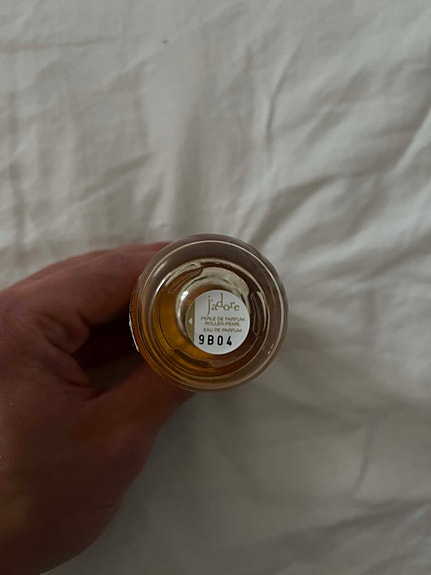 j'adore
PERLE DE PARFUM
ROLLER-PEARL
EAU DE PARFUM
9B04